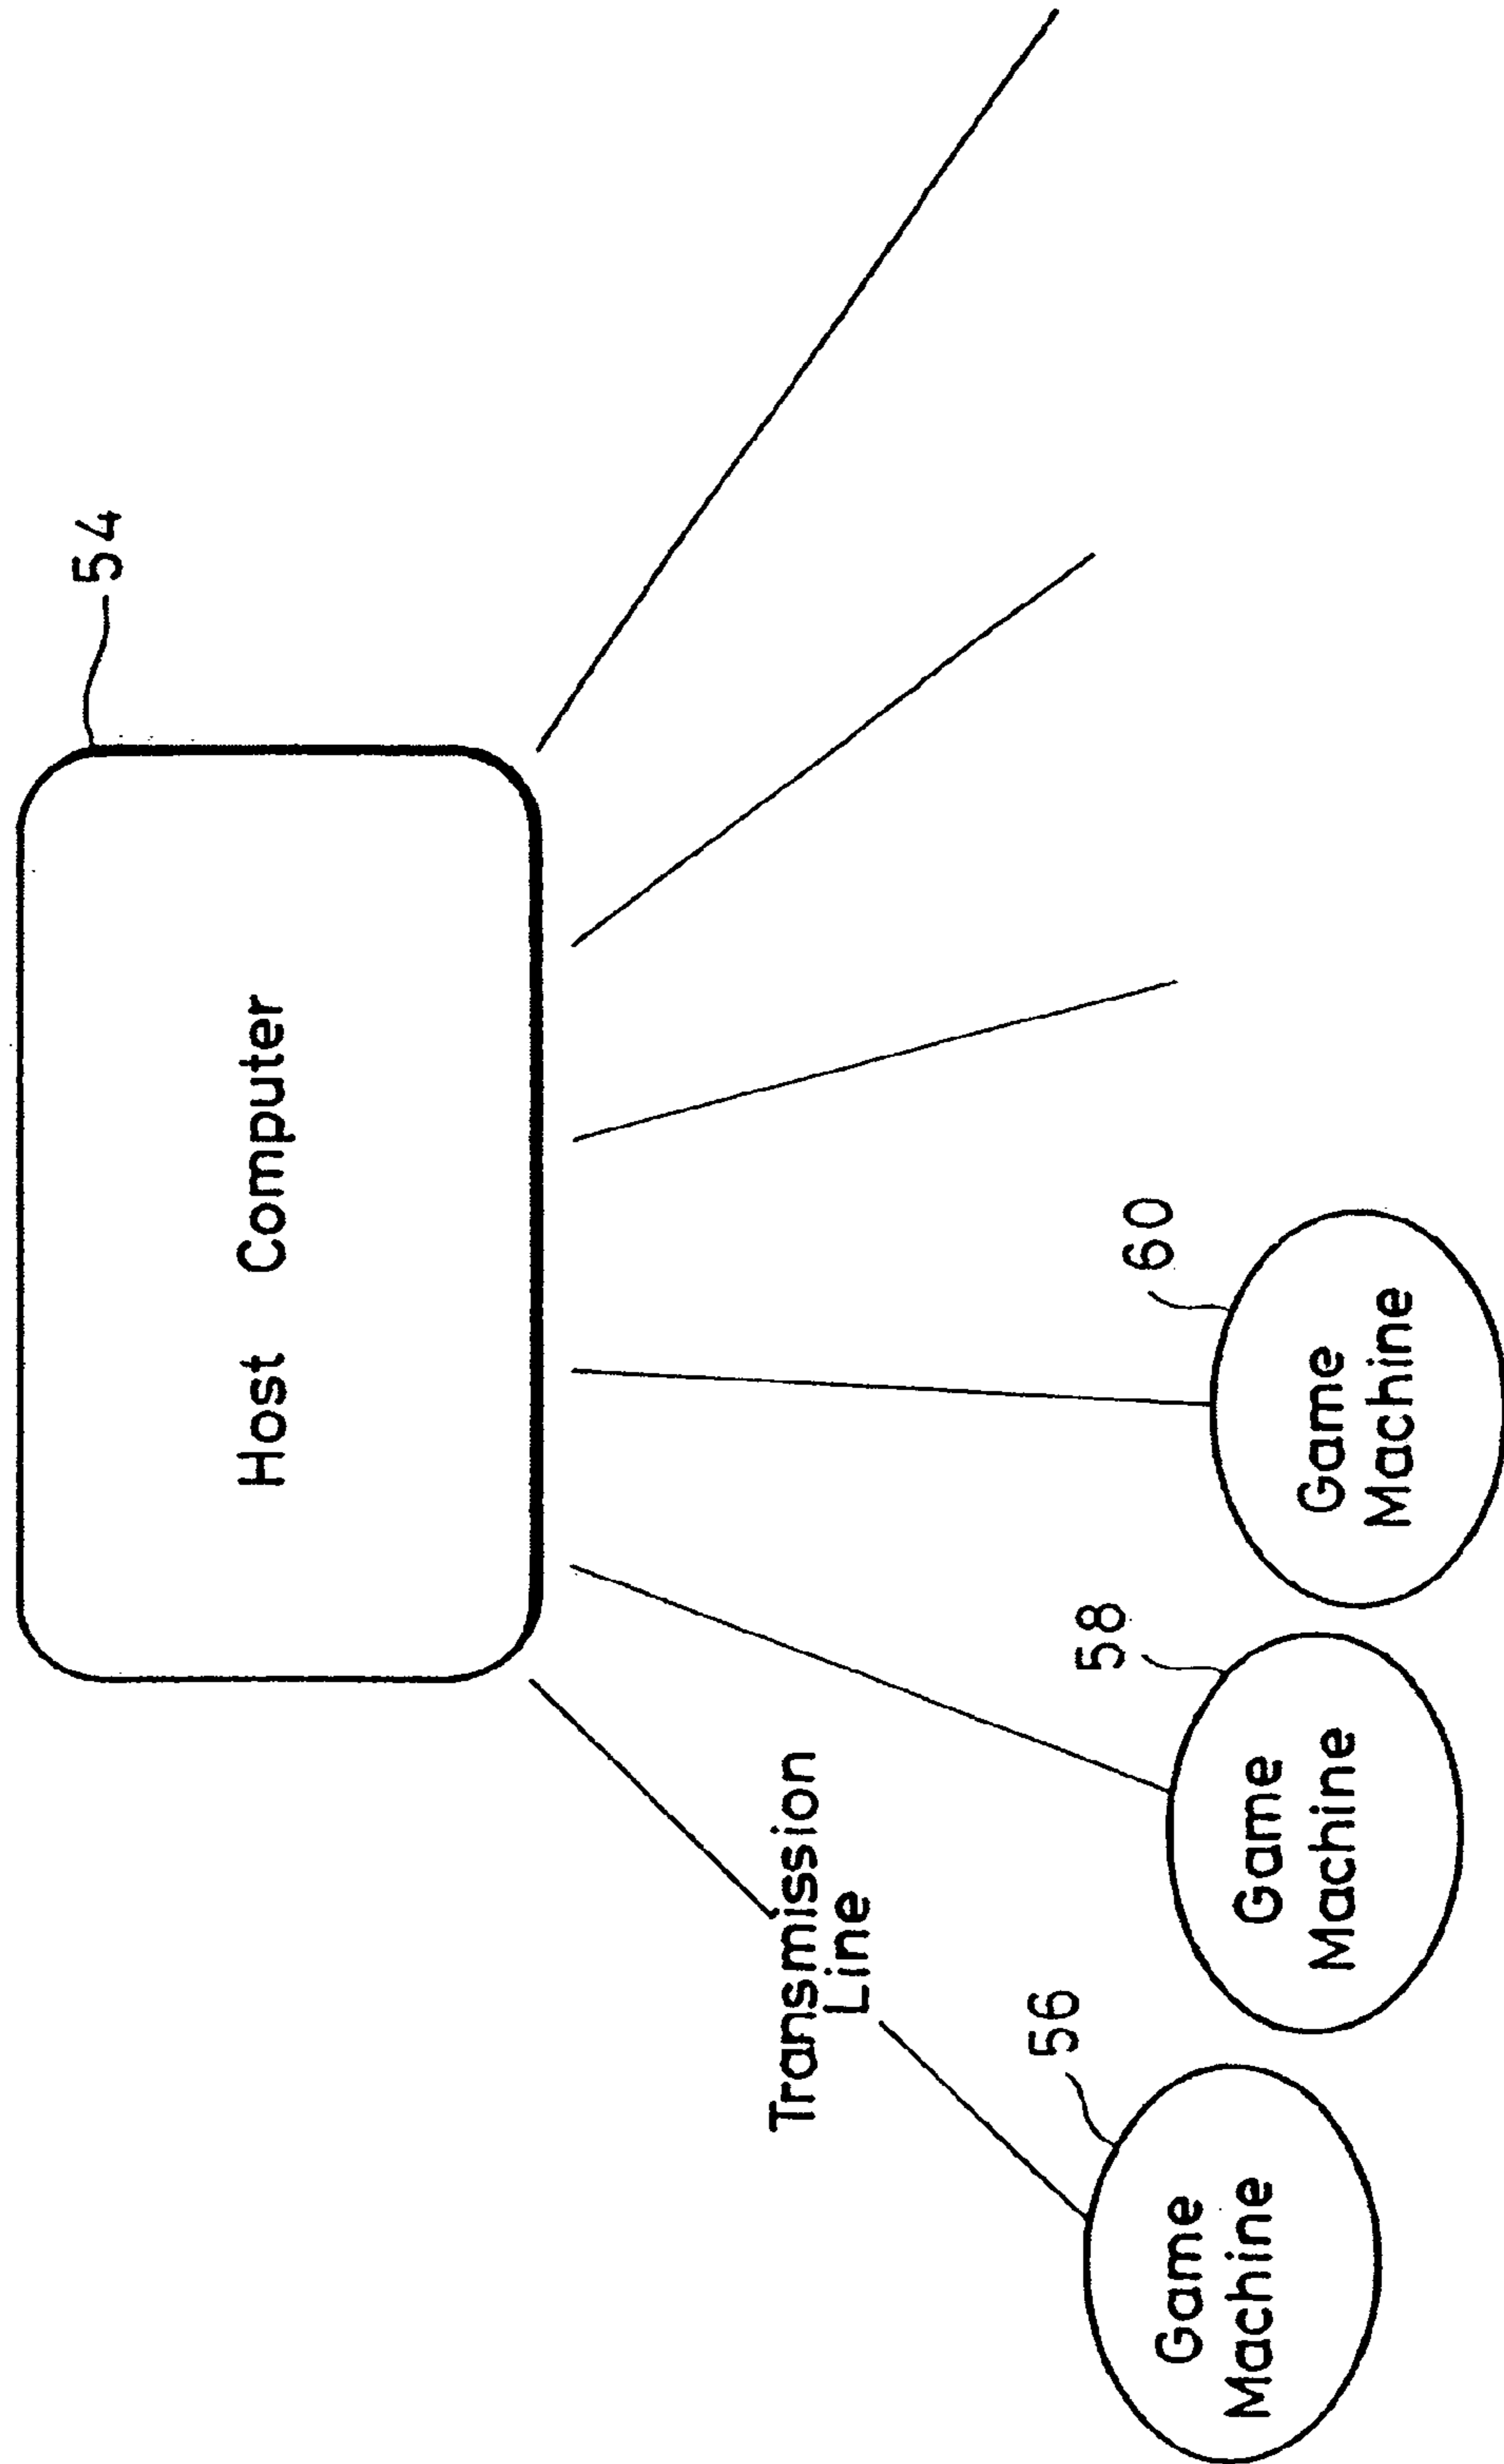 54
Host Computer
Transmission
Line
56
Game
Machine
58
Game
Machine
60
Game
Machine